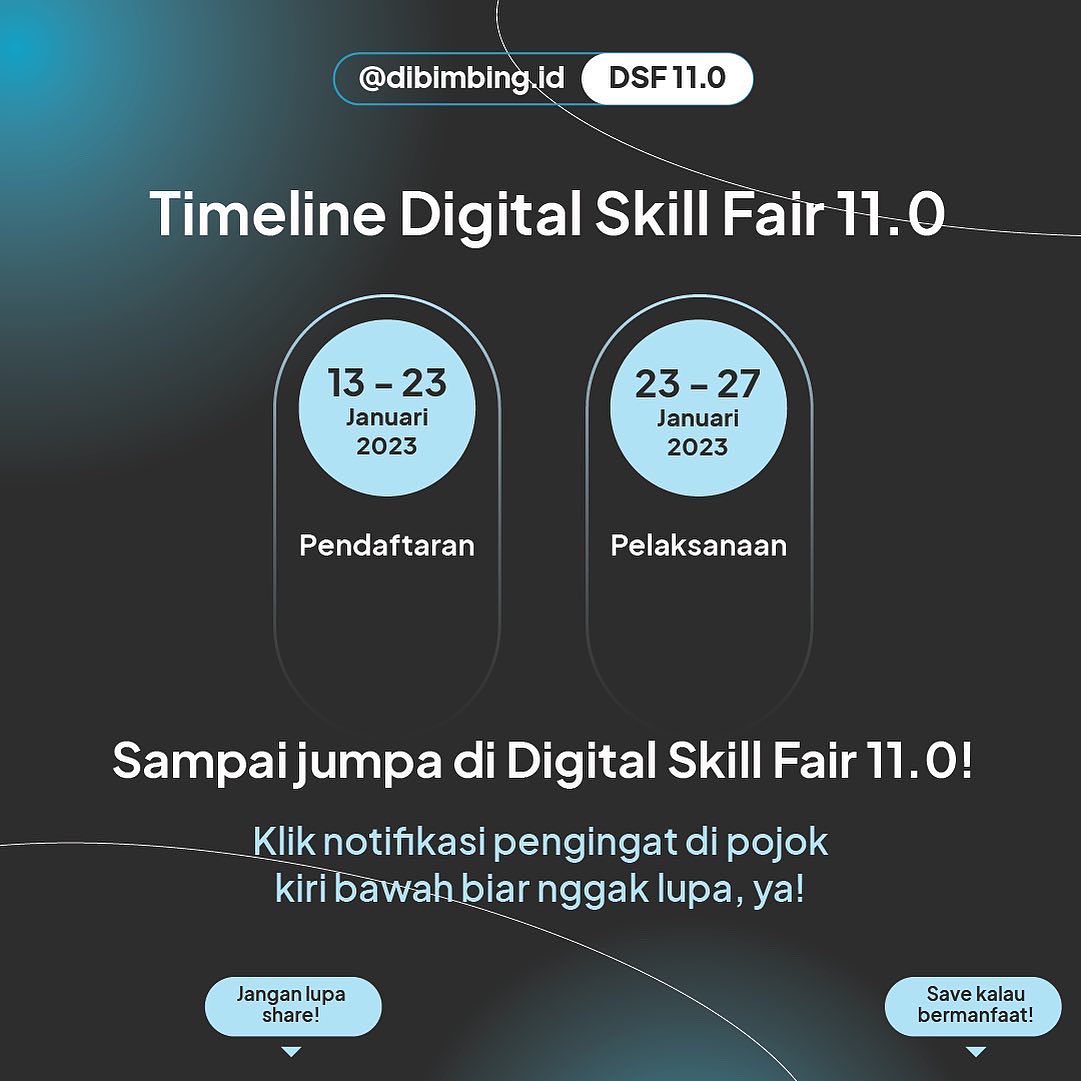 @dibimbing.id DSF 11.0
Timeline Digital Skill Fair 11.0
13 – 23
Januari
2023
Pendaftaran
23 – 27
Januari
2023
Pelaksanaan
Sampai jumpa di Digital Skill Fair 11.0!
Klik notifikasi pengingat di pojok
kiri bawah biar nggak lupa, ya!
Jangan lupa
share!
Save kalau
bermanfaat!